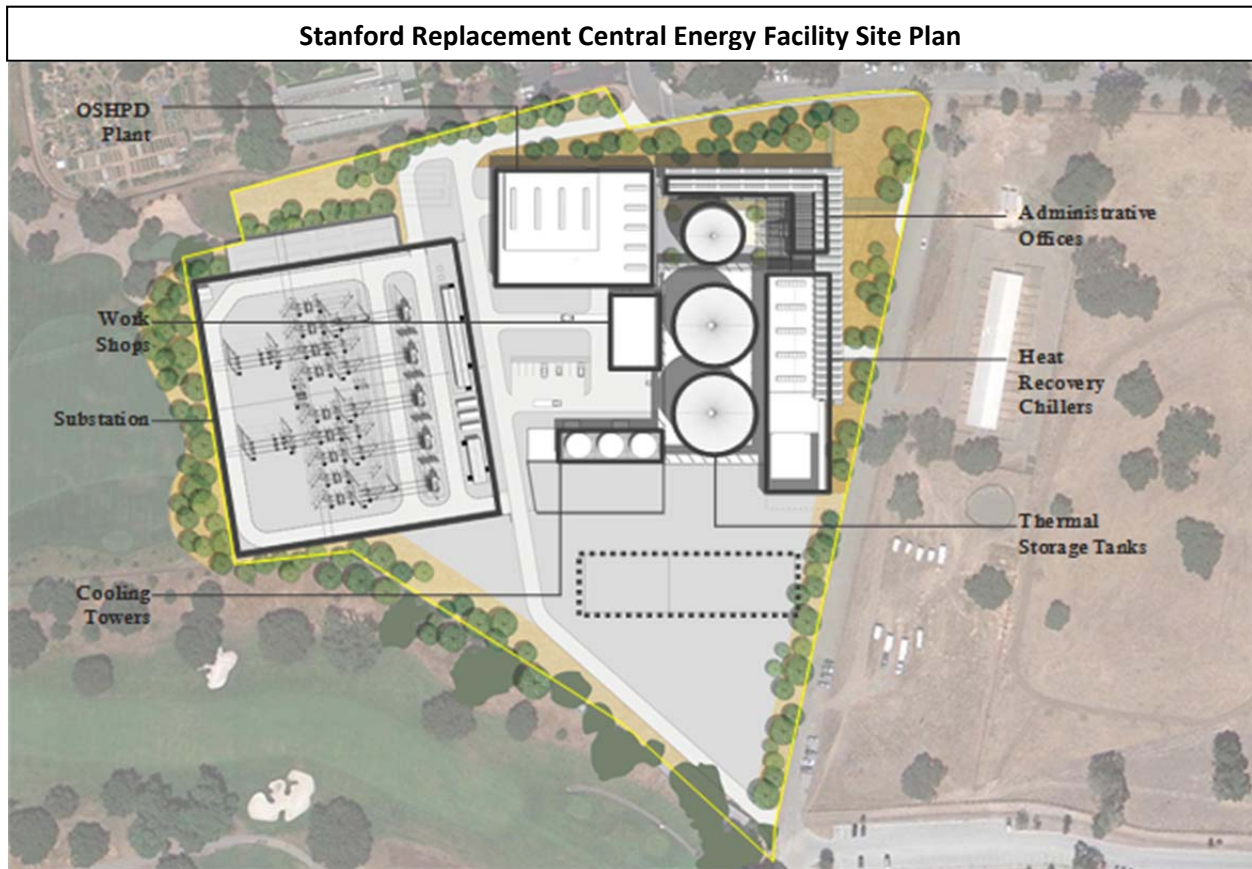 Stanford Replacement Central Energy Facility Site Plan
OSHPD
Plant
Administrative
Offices
Work
Shops
Heat
Recovery
Chillers
Substation
Thermal
Storage Tanks
Cooling
Towers